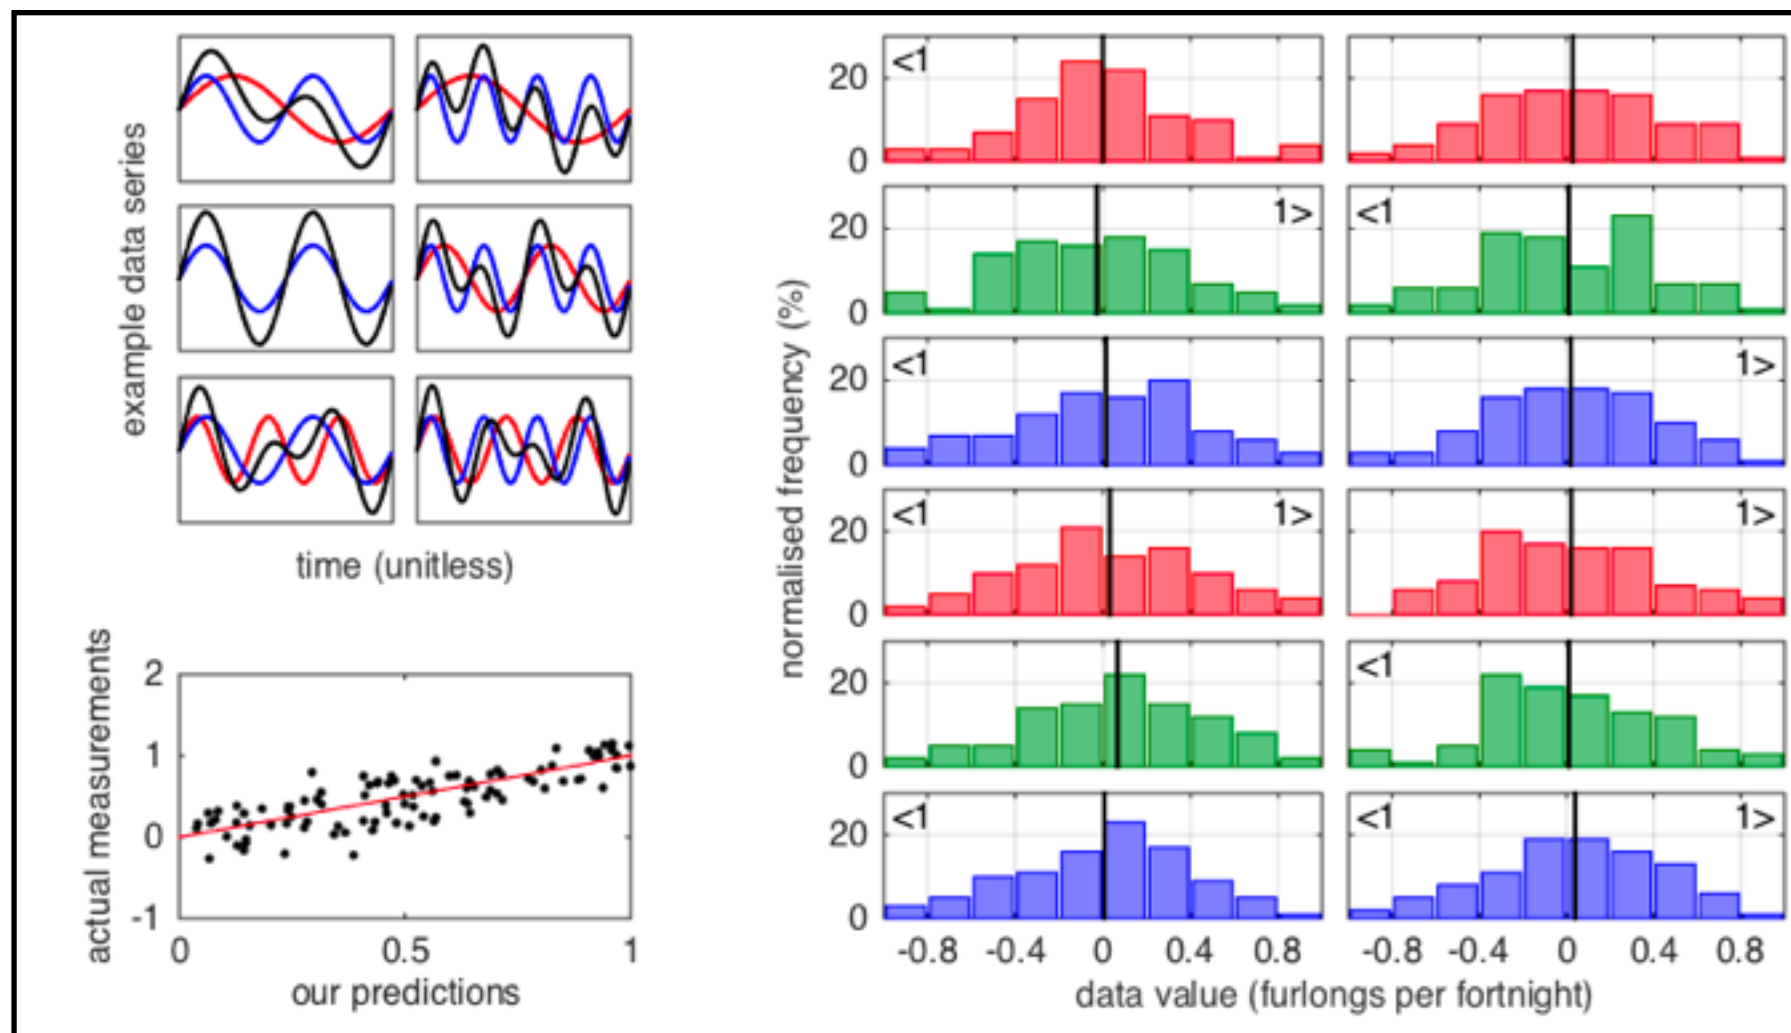 example data series
time (unitless)
actual measurements
2
1
0
-1
0 0.5 1
our predictions
normalised frequency (%)
<1
20
0
1> <1
20
0
<1 1>
20
0
<1 1> 1>
20
0
<1
20
0
<1 <1 1>
20
0
-0.8 -0.4 0 0.4 0.8 -0.8 -0.4 0 0.4 0.8
data value (furlongs per fortnight)